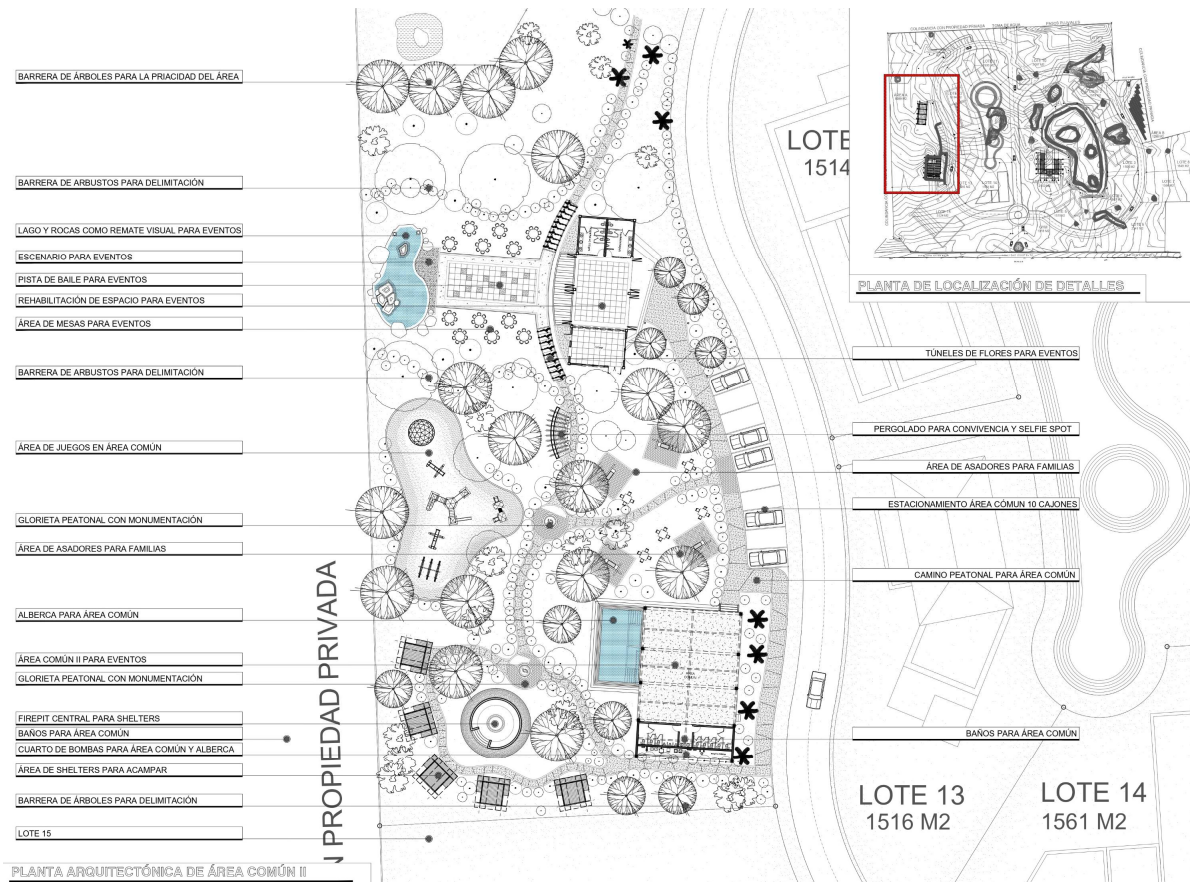 BARRERA DE ÁRBOLES PARA LA PRIACIDAD DEL ÁREA
BARRERA DE ARBUSTOS PARA DELIMITACIÓN
LAGO Y ROCAS COMO REMATE VISUAL PARA EVENTOS
ESCENARIO PARA EVENTOS
PISTA DE BAILE PARA EVENTOS
REHABILITACIÓN DE ESPACIO PARA EVENTOS
ÁREA DE MESAS PARA EVENTOS
BARRERA DE ARBUSTOS PARA DELIMITACIÓN
ÁREA DE JUEGOS EN ÁREA COMÚN
GLORIETA PEATONAL CON MONUMENTACIÓN
ÁREA DE ASADORES PARA FAMILIAS
ALBERCA PARA ÁREA COMÚN
ÁREA COMÚN II PARA EVENTOS
GLORIETA PEATONAL CON MONUMENTACIÓN
FIREPIT CENTRAL PARA SHELTERS
BAÑOS PARA ÁREA COMÚN
CUARTO DE BOMBAS PARA ÁREA COMÚN Y ALBERCA
ÁREA DE SHELTERS PARA ACAMPAR
BARRERA DE ÁRBOLES PARA DELIMITACIÓN
LOTE 15
PLANTA ARQUITECTÓNICA DE ÁREA COMÚN II
N PROPIEDAD PRIVADA
LOTE
1514
PLANTA DE LOCALIZACIÓN DE DETALLES
TÚNELES DE FLORES PARA EVENTOS
PERGOLADO PARA CONVIVENCIA Y SELFIE SPOT
ÁREA DE ASADORES PARA FAMILIAS
ESTACIONAMIENTO ÁREA CÓMUN 10 CAJONES
CAMINO PEATONAL PARA ÁREA COMÚN
BAÑOS PARA ÁREA COMÚN
LOTE 13
1516 M2
LOTE 14
1561 M2